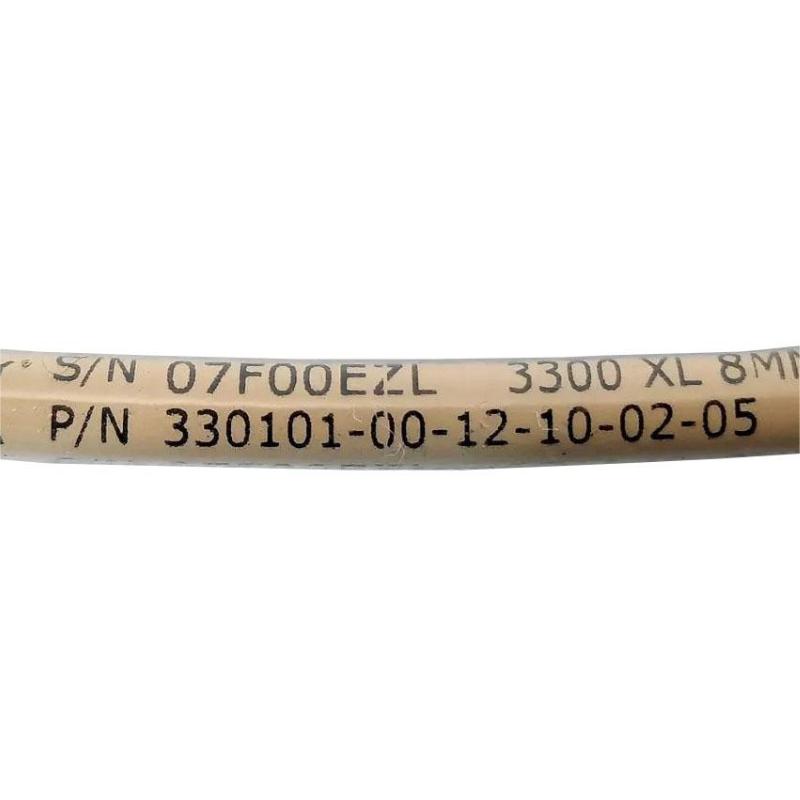 S/N 07F00EZL 3300 XL 8MM
P/N 330101-00-12-10-02-05